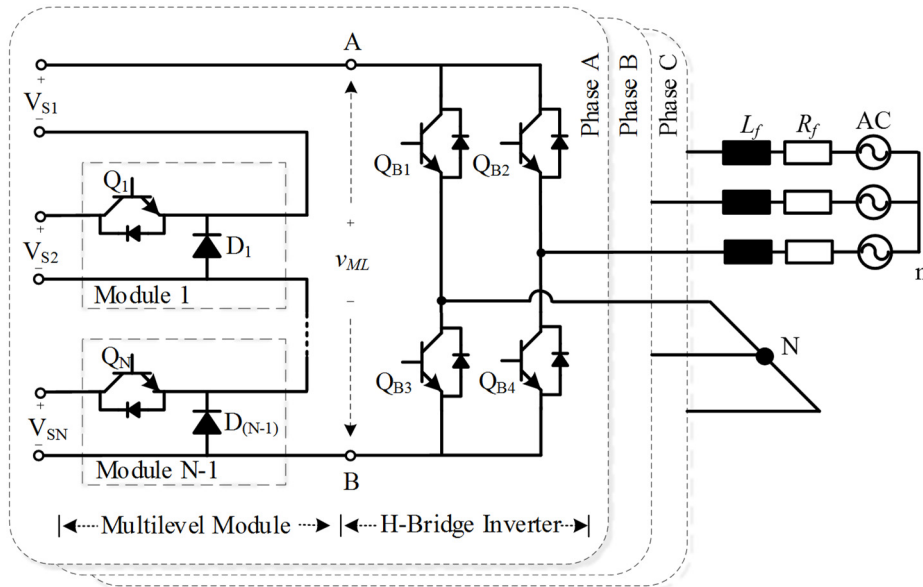 A
+
V_S1
−
Q_1
+
V_S2
−
D_1
Module 1
Q_N
+
V_SN
−
D_(N-1)
Module N-1
B
+
v_ML
−
Q_B1
Q_B2
Q_B3
Q_B4
Phase A
Phase B
Phase C
L_f
R_f
AC
n
N
Multilevel Module
H-Bridge Inverter